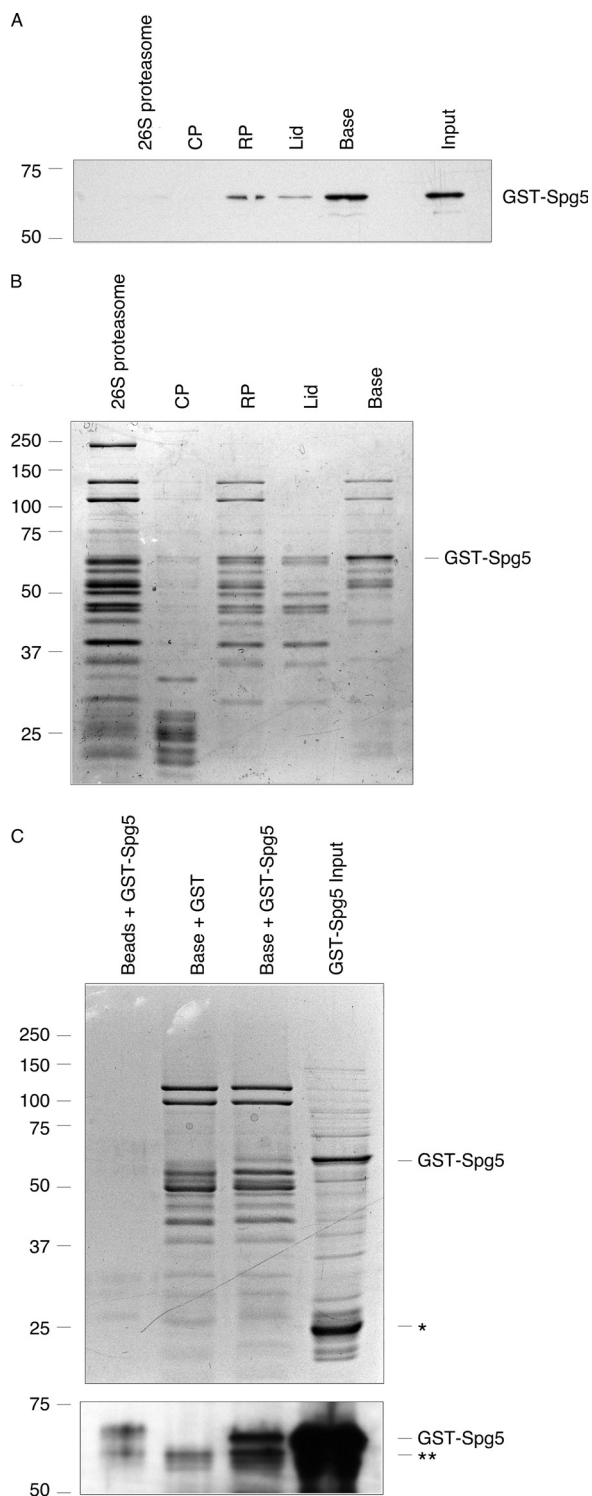 A
26S proteasome
CP
RP
Lid
Base
Input
75
50
GST-Spg5
B
26S proteasome
CP
RP
Lid
Base
250
150
100
75
50
37
25
GST-Spg5
C
Beads + GST-Spg5
Base + GST
Base + GST-Spg5
GST-Spg5 Input
250
150
100
75
50
37
25
GST-Spg5
*
75
50
GST-Spg5
**